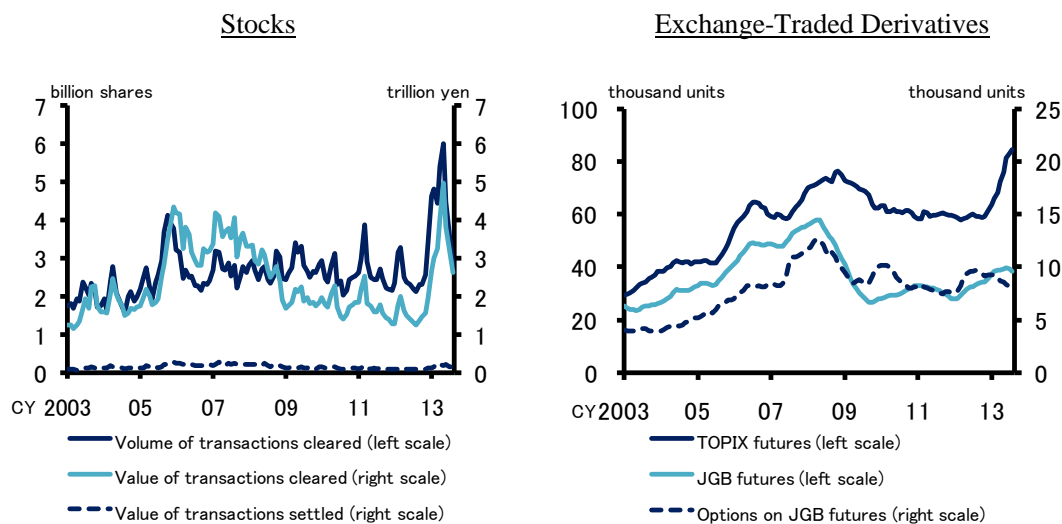 Stocks
billion shares
trillion yen
7
6
5
4
3
2
1
0
7
6
5
4
3
2
1
0
CY 2003 05 07 09 11 13
Volume of transactions cleared (left scale)
Value of transactions cleared (right scale)
Value of transactions settled (right scale)
Exchange-Traded Derivatives
thousand units
thousand units
100
80
60
40
20
0
25
20
15
10
5
0
CY 2003 05 07 09 11 13
TOPIX futures (left scale)
JGB futures (left scale)
Options on JGB futures (right scale)